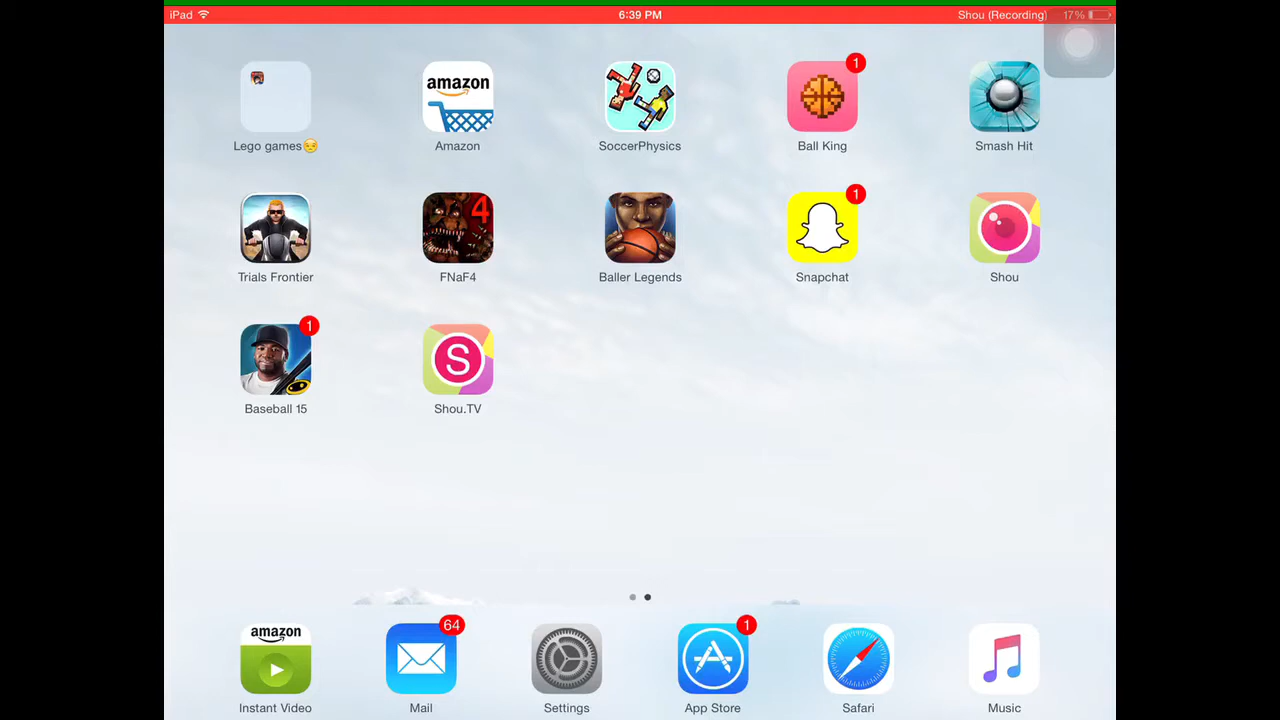 iPad 6:39 PM Shou (Recording) 17%
1
amazon
Lego games😒 Amazon SoccerPhysics Ball King Smash Hit
4 1
Trials Frontier FNaF4 Baller Legends Snapchat Shou
1
S
Baseball 15 Shou.TV
amazon 64 1
Instant Video Mail Settings App Store Safari Music